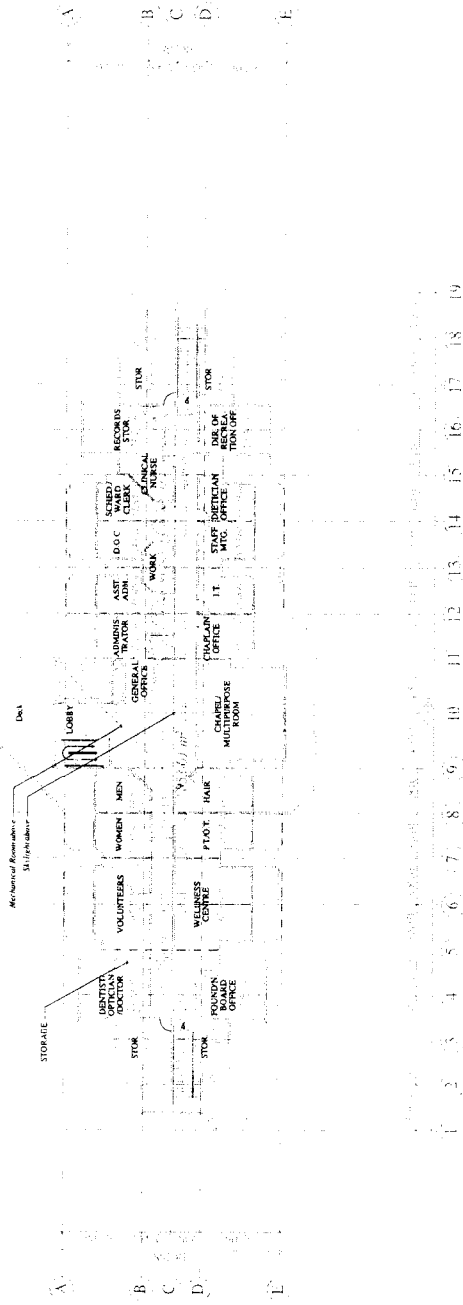 Deck
Mechanical Room above
Skylight above
LOBBY
STORAGE
DENTIST/
OPTICIAN
/DOCTOR
VOLUNTEERS
WOMEN
MEN
GENERAL
OFFICE
ADMINIS-
TRATOR
ASST
ADM.
D.O.C
SCHED./
WARD
CLERK
RECORDS
STOR
STOR
WORK
CLINICAL
NURSE
STOR
STOR
FOUND'N
BOARD
OFFICE
WELLNESS
CENTRE
P.T./O.T.
HAIR
CHAPEL/
MULTIPURPOSE
ROOM
CHAPLAIN
OFFICE
I.T.
STAFF
MTG.
DIETICIAN
OFFICE
DIR. OF
RECREA-
TION OFF
STOR
A
B
C
D
E
A
B
C
D
E
1 2 3 4 5 6 7 8 9 10 11 12 13 14 15 16 17 18 19